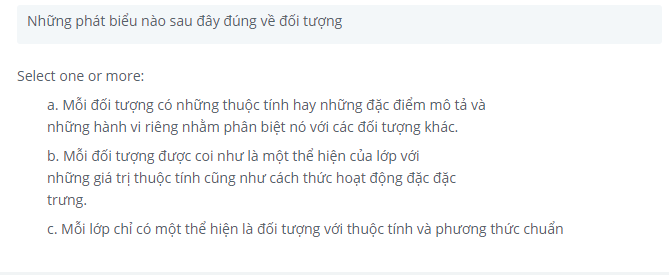 Những phát biểu nào sau đây đúng về đối tượng
Select one or more:
a. Mỗi đối tượng có những thuộc tính hay những đặc điểm mô tả và
những hành vi riêng nhằm phân biệt nó với các đối tượng khác.
b. Mỗi đối tượng được coi như là một thể hiện của lớp với
những giá trị thuộc tính cũng như cách thức hoạt động đặc đặc
trưng.
c. Mỗi lớp chỉ có một thể hiện là đối tượng với thuộc tính và phương thức chuẩn